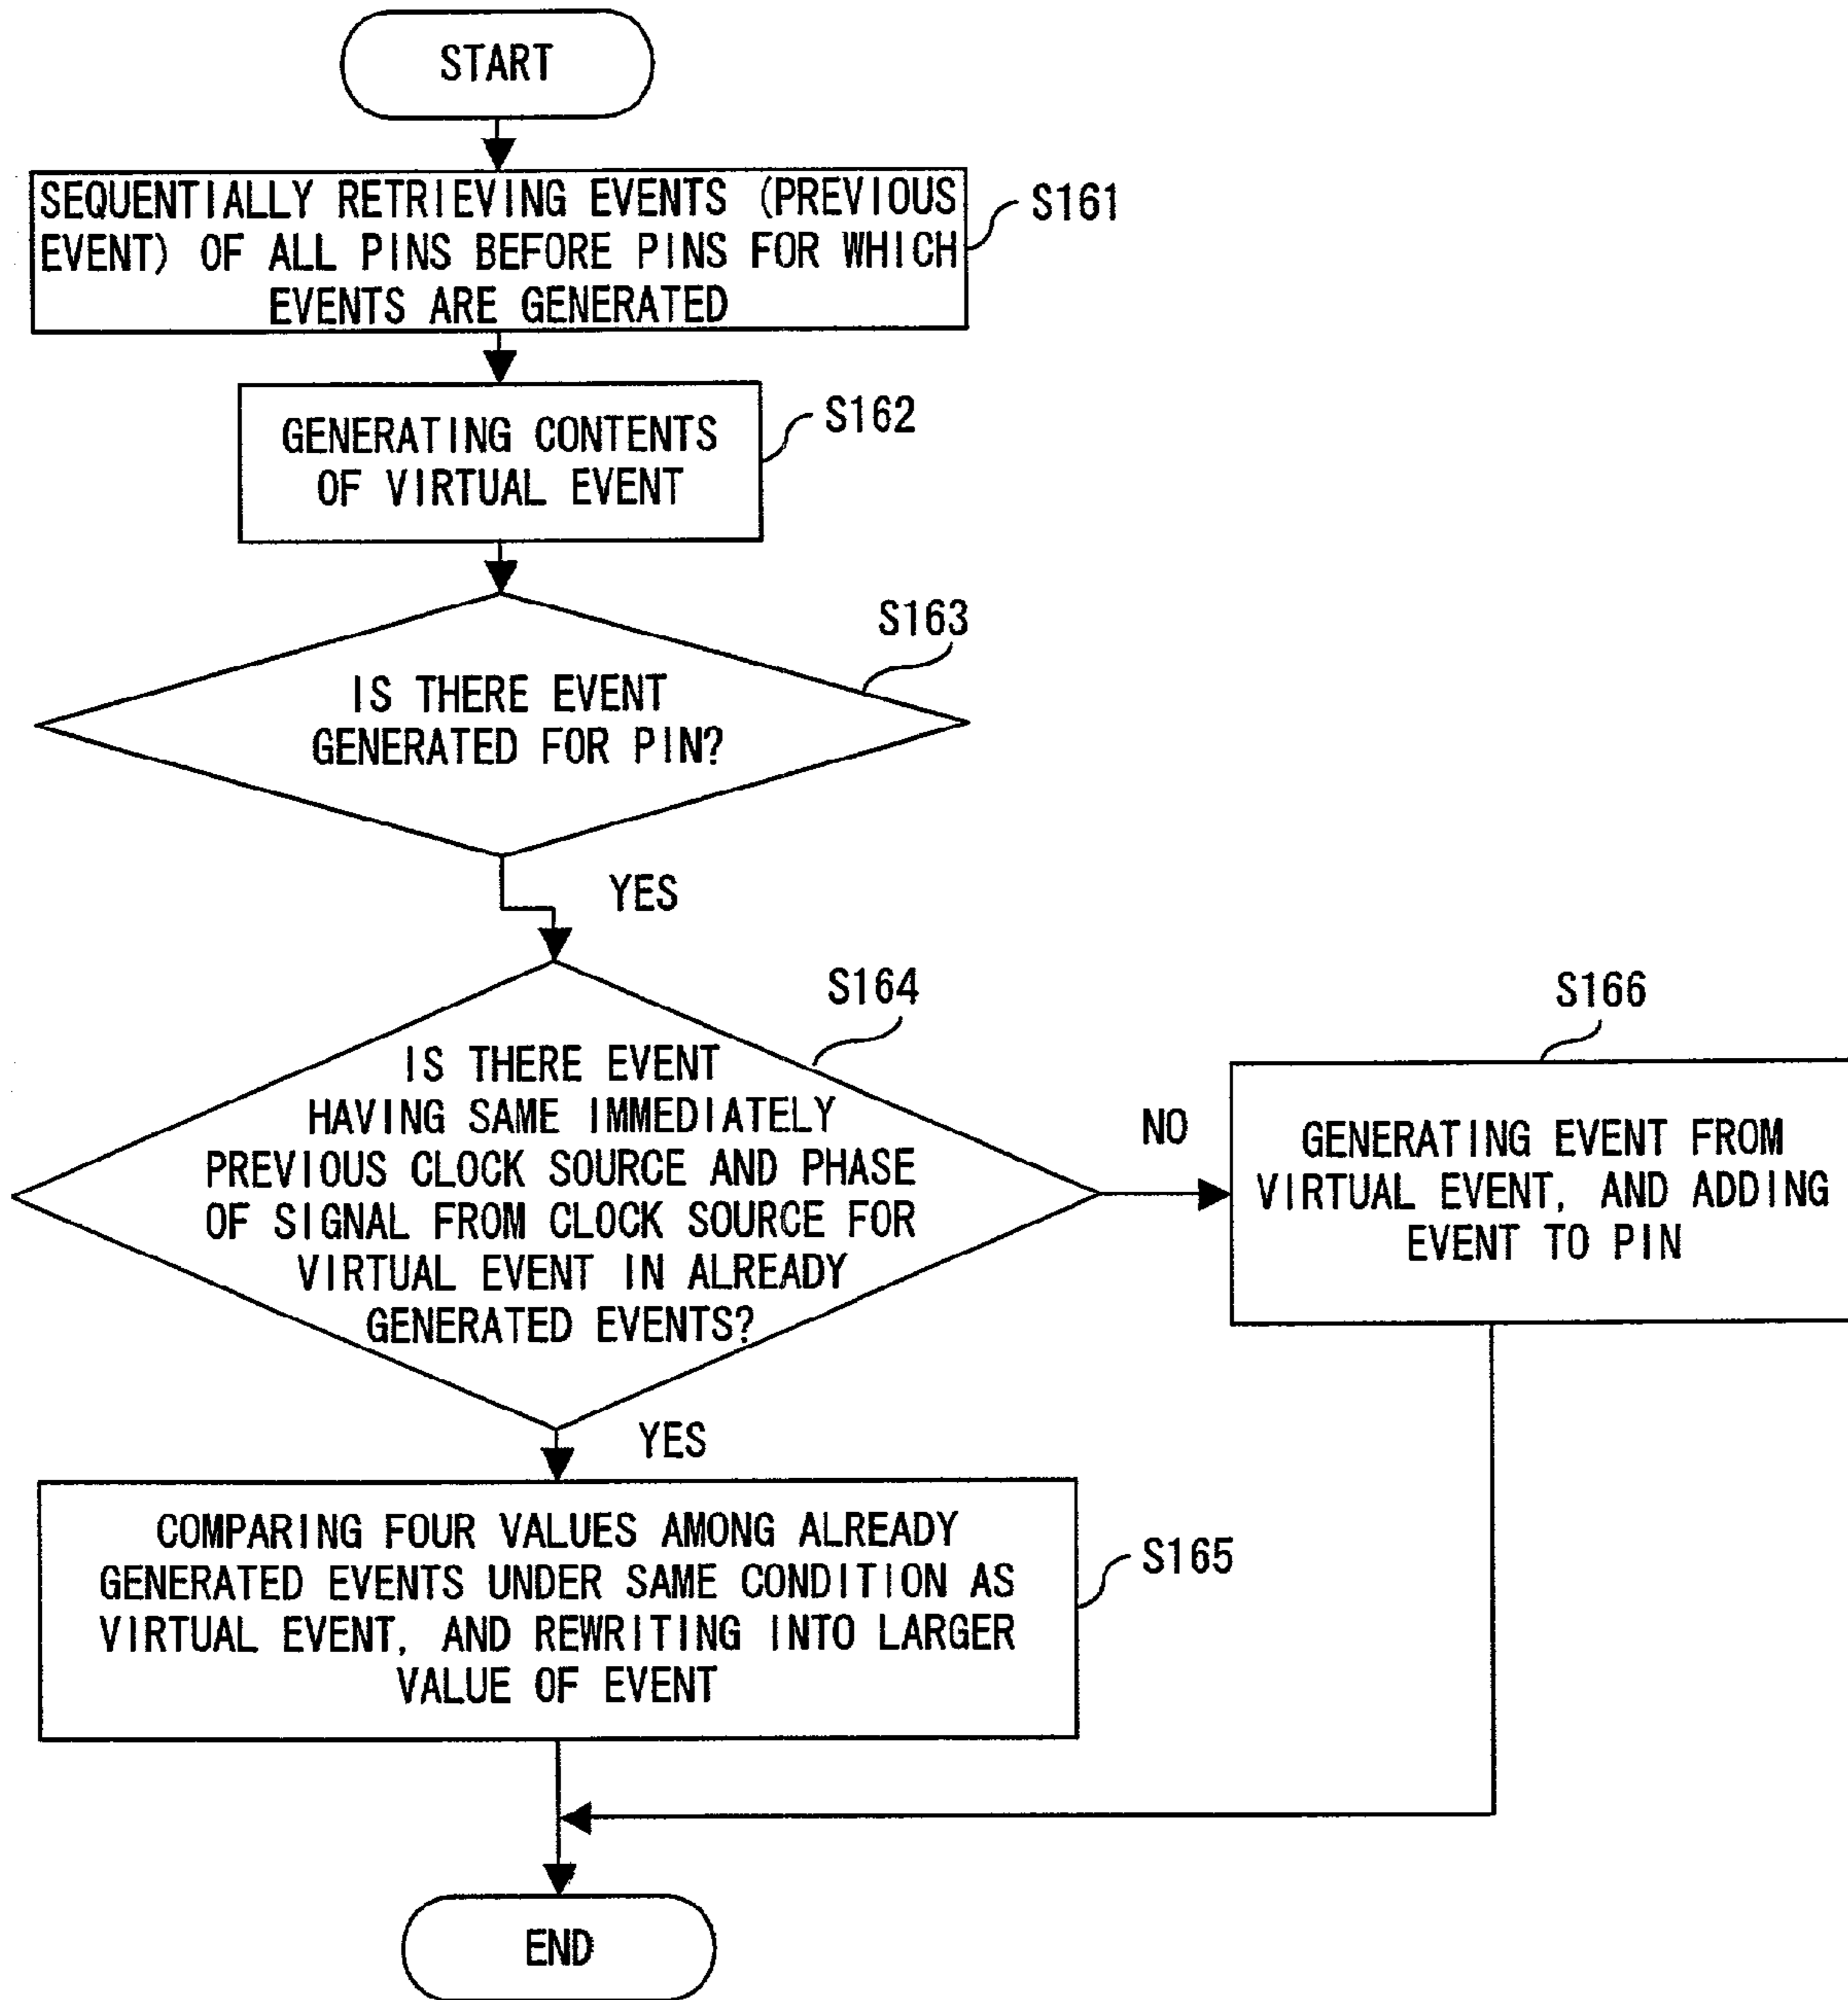 START
SEQUENTIALLY RETRIEVING EVENTS (PREVIOUS
EVENT) OF ALL PINS BEFORE PINS FOR WHICH
EVENTS ARE GENERATED
S161
GENERATING CONTENTS
OF VIRTUAL EVENT
S162
S163
IS THERE EVENT
GENERATED FOR PIN?
YES
S164
IS THERE EVENT
HAVING SAME IMMEDIATELY
PREVIOUS CLOCK SOURCE AND PHASE
OF SIGNAL FROM CLOCK SOURCE FOR
VIRTUAL EVENT IN ALREADY
GENERATED EVENTS?
NO
S166
GENERATING EVENT FROM
VIRTUAL EVENT, AND ADDING
EVENT TO PIN
YES
COMPARING FOUR VALUES AMONG ALREADY
GENERATED EVENTS UNDER SAME CONDITION AS
VIRTUAL EVENT, AND REWRITING INTO LARGER
VALUE OF EVENT
S165
END